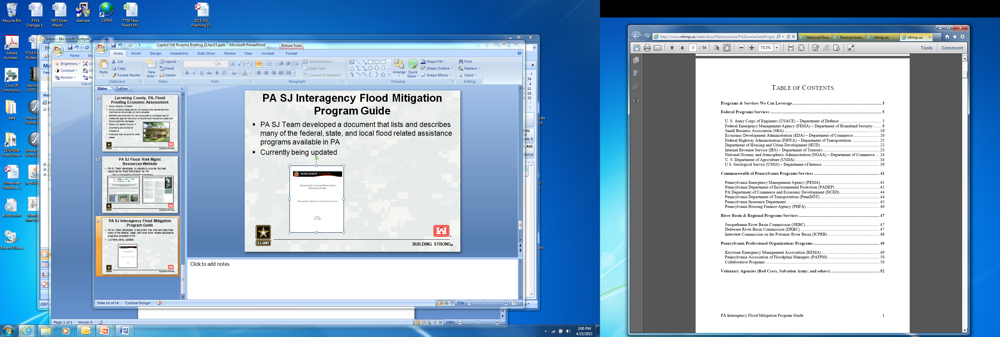 Recycle Bin
FY14
Changes t...
NPS Dyke
Marsh ...
start.exe
CEFMS
T758 New
Parent M...
2015 SQL
Planning D...
Adobe
Acrobat...
FY14 Pr
Bullets
Cisco IP
Communic...
Harris
USGS
data
Interac
Outloo
25JUNE06
Flood Inve...
Interac
Word 2
Timesheet
Database ...
jre-6u5
autorun.inf
Manh
firm F
Recent Places
Inbox - Microsoft Outlook
Home
Brightness
Contrast
Recolor
Adjust
Capitol Hill Riverine Briefing 21Apr15.pptx - Microsoft PowerPoint
Picture Tools
Home Insert Design Animations Slide Show Review View Acrobat Format
Paste
Cut
Copy
Format Painter
Clipboard
New
Slide
Layout
Reset
Delete
Slides
20
Font
Text Direction
Align Text
Convert to SmartArt
Paragraph
Arrange
Quick
Styles
Shape Fill
Shape Outline
Shape Effects
Drawing
Find
Replace
Select
Editing
Slides Outline
12
Lycoming County, PA, Flood
Proofing Economic Assessment
• Study recently initiated
• Flood proofing measures for 20 prototypical residential and
commercial structures will be evaluated
• Benefit-cost analysis will be conducted to compare cost of
measures against reduction in future flood insurance costs and
future potential damages
• Study will assist County in
prioritizing structures for
mitigation
• Analysis may be pilot for other
areas
BUILDING STRONG®
13
PA SJ Flood Risk Mgmt
Resources Website
• PA SJ Team developed a website to provide the best
resources for flood information for PA
BUILDING STRONG®
14
PA SJ Interagency Flood Mitigation
Program Guide
• PA SJ Team developed a document that lists and describes
many of the federal, state, and local flood related assistance
programs available in PA
• Currently being updated
BUILDING STRONG®
PA SJ Interagency Flood Mitigation
Program Guide
▪ PA SJ Team developed a document that lists and describes
many of the federal, state, and local flood related assistance
programs available in PA
▪ Currently being updated
SILVER JACKETS
INTERAGENCY FLOOD MITIGATION
PROGRAM GUIDE
PREPARED BY: PENNSYLVANIA SILVER JACKETS
FINAL
JULY 2011
U.S.ARMY
BUILDING STRONG®
Click to add notes
Slide 14 of 14 "Custom Design"
72%
2587
Page: 1 of 1 Words: 0
108%
Sa
4
11
18
25
2
9
2:00 PM
4/23/2015
http://www.nfrmp.us/state/docs/Pennsylvania/PASilverJacketsProgra
National Floo...
Pennsylvania...
nfrmp.us
nfrmp.us
3 / 54
73.3%
Tools Comment
TABLE OF CONTENTS
Programs & Services We Can Leverage 3
Federal Programs/Services 5
U. S. Army Corps of Engineers (USACE) – Department of Defense 5
Federal Emergency Management Agency (FEMA) – Department of Homeland Security 8
Small Business Association (SBA) 18
Economic Development Administration (EDA) – Department of Commerce 20
Federal Highway Administration (FHWA) – Department of Transportation 21
Department of Housing and Urban Development (HUD) 22
Internal Revenue Service (IRS) – Department of Treasury 23
National Oceanic and Atmospheric Administration (NOAA) – Department of Commerce 24
U. S. Department of Agriculture (USDA) 34
U.S. Geological Survey (USGS) – Department of Interior 39
Commonwealth of Pennsylvania Programs/Services 41
Pennsylvania Emergency Management Agency (PEMA) 41
Pennsylvania Department of Environmental Protection (PADEP) 42
PA Department of Commerce and Economic Development (DCED) 44
Pennsylvania Department of Transportation (PennDOT) 44
Pennsylvania Insurance Department 45
Pennsylvania Housing Finance Agency (PHFA) 46
River Basin & Regional Programs/Services 47
Susquehanna River Basin Commission (SRBC) 47
Delaware River Basin Commission (DRBC) 47
Interstate Commission on the Potomac River Basin (ICPRB) 48
Pennsylvania Professional Organizations Programs 49
Keystone Emergency Management Association (KEMA) 49
Pennsylvania Association of Floodplain Managers (PAFPM) 50
Collaborative Programs 50
Voluntary Agencies (Red Cross, Salvation Army, and others) 52
PA Interagency Flood Mitigation Program Guide 1